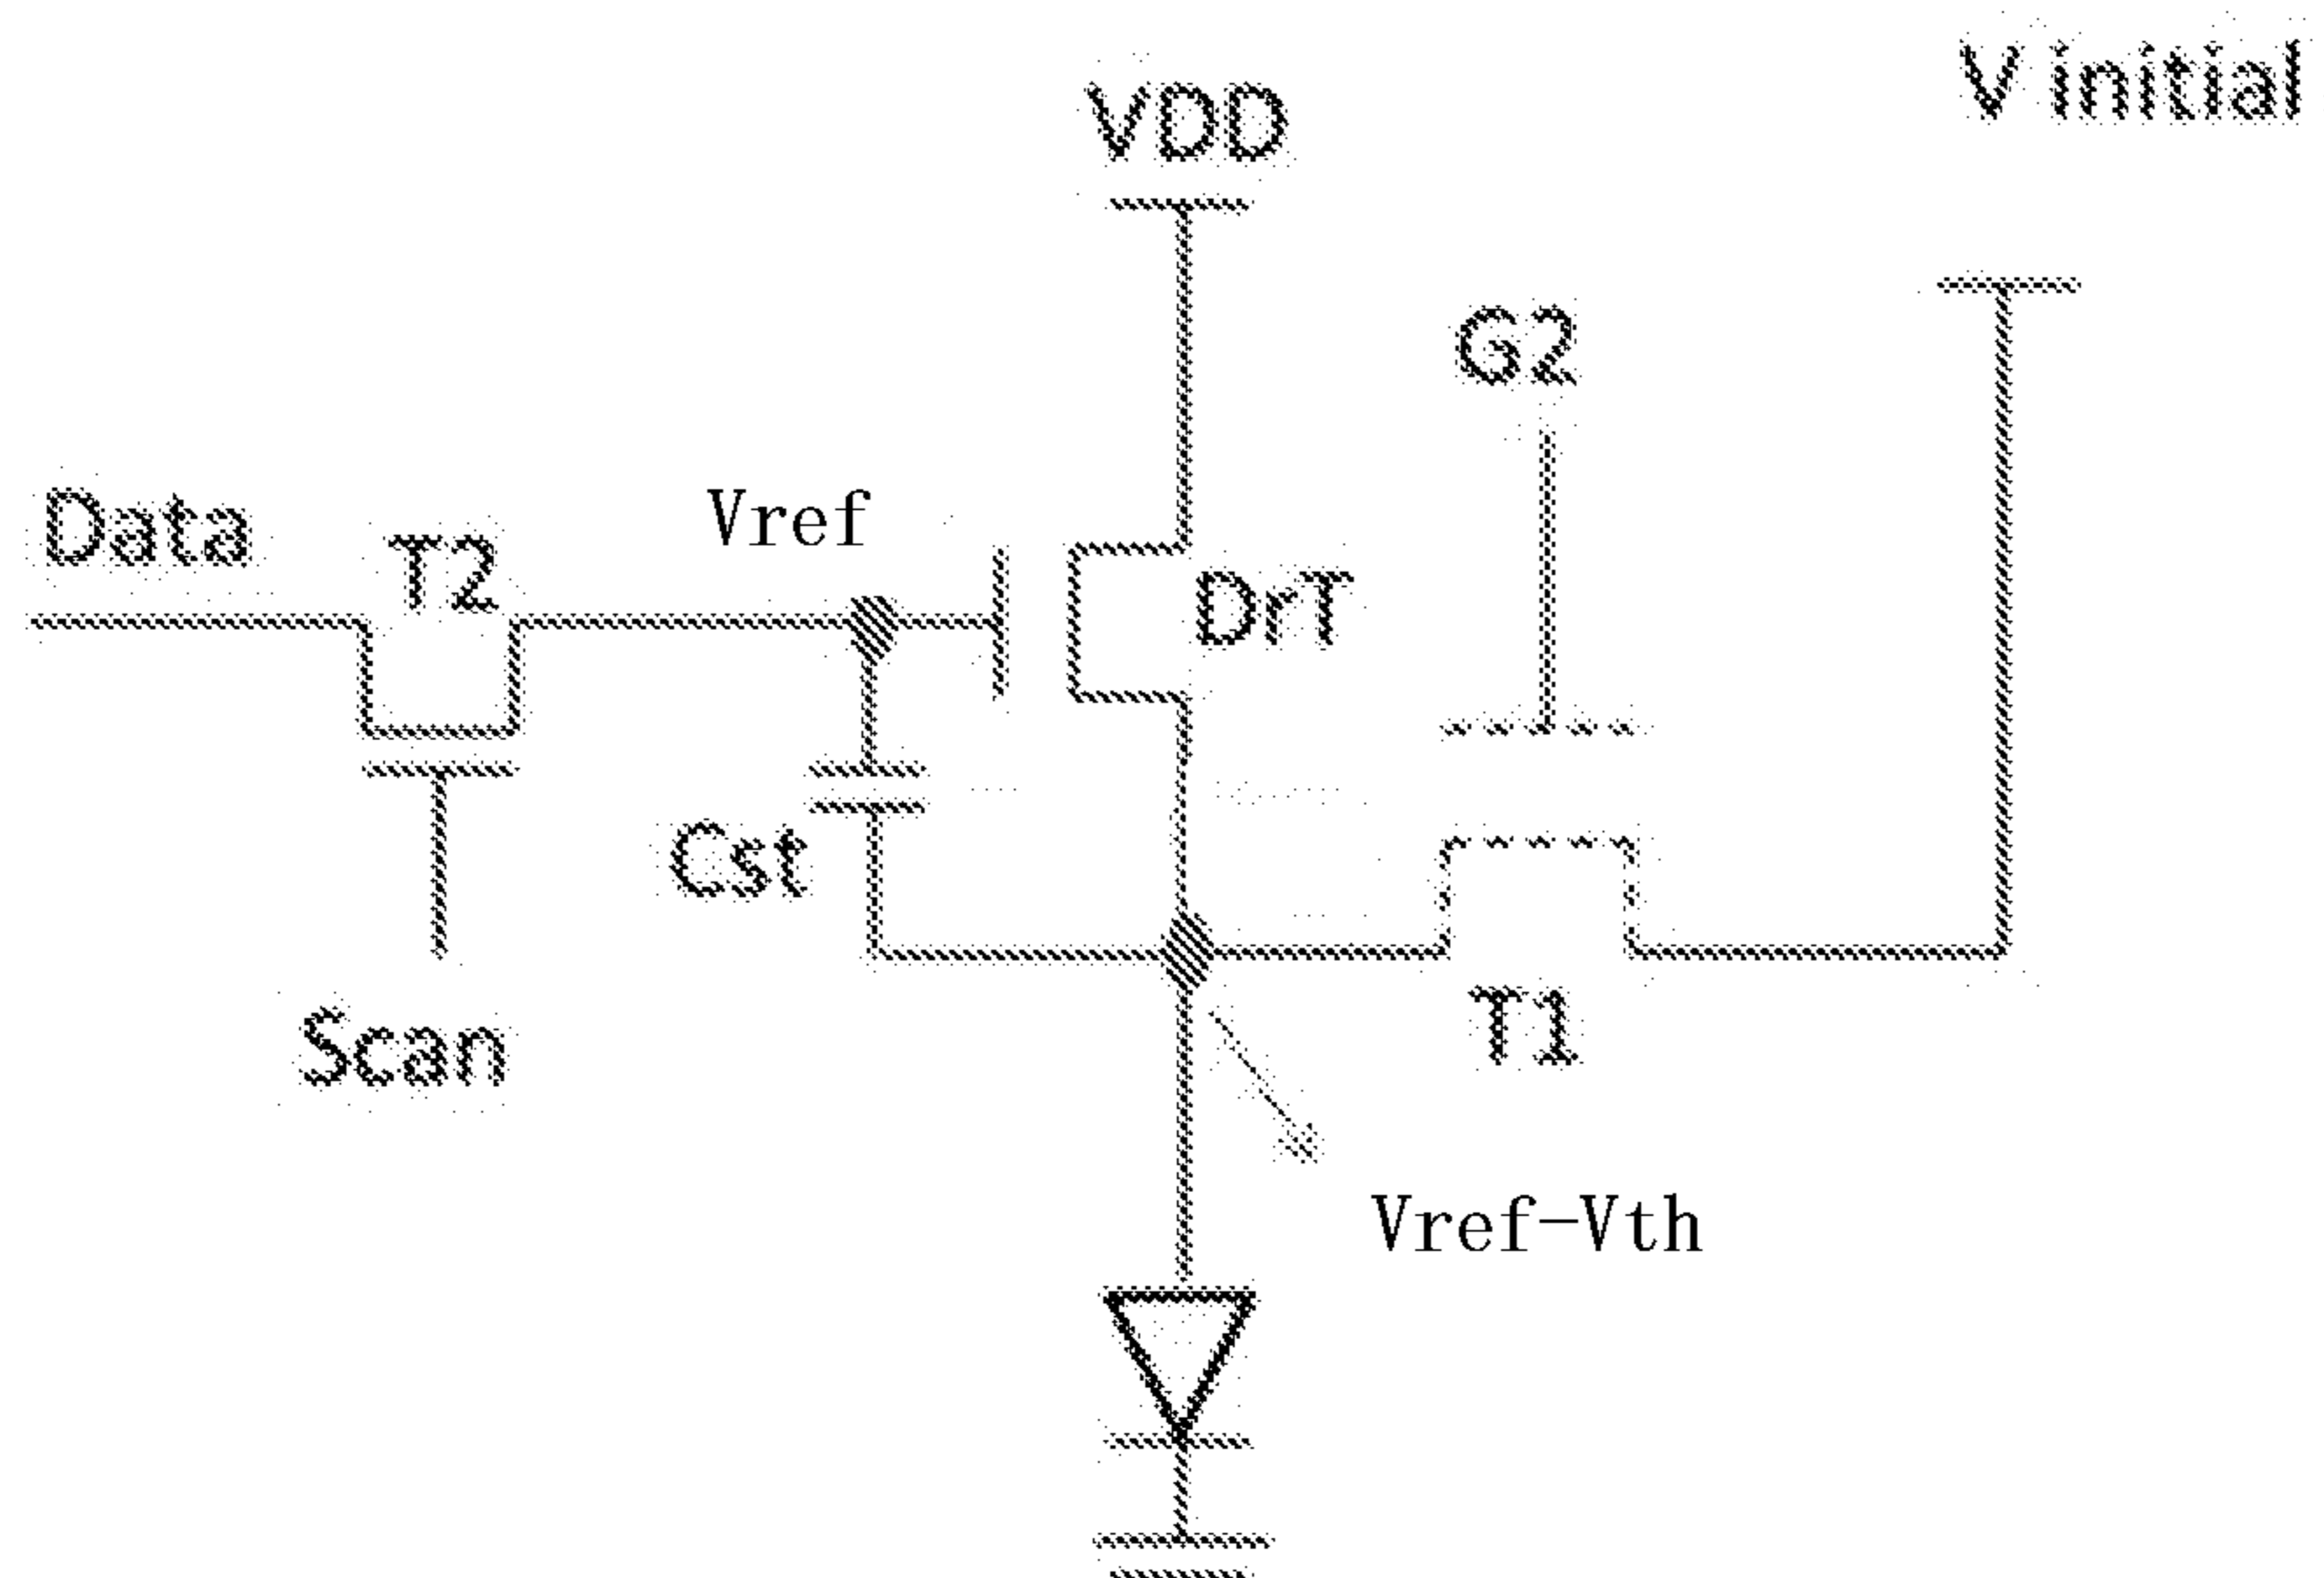 V initial
VDD
G2
Data
T2
Vref
DrT
Cst
Scan
T1
Vref-Vth